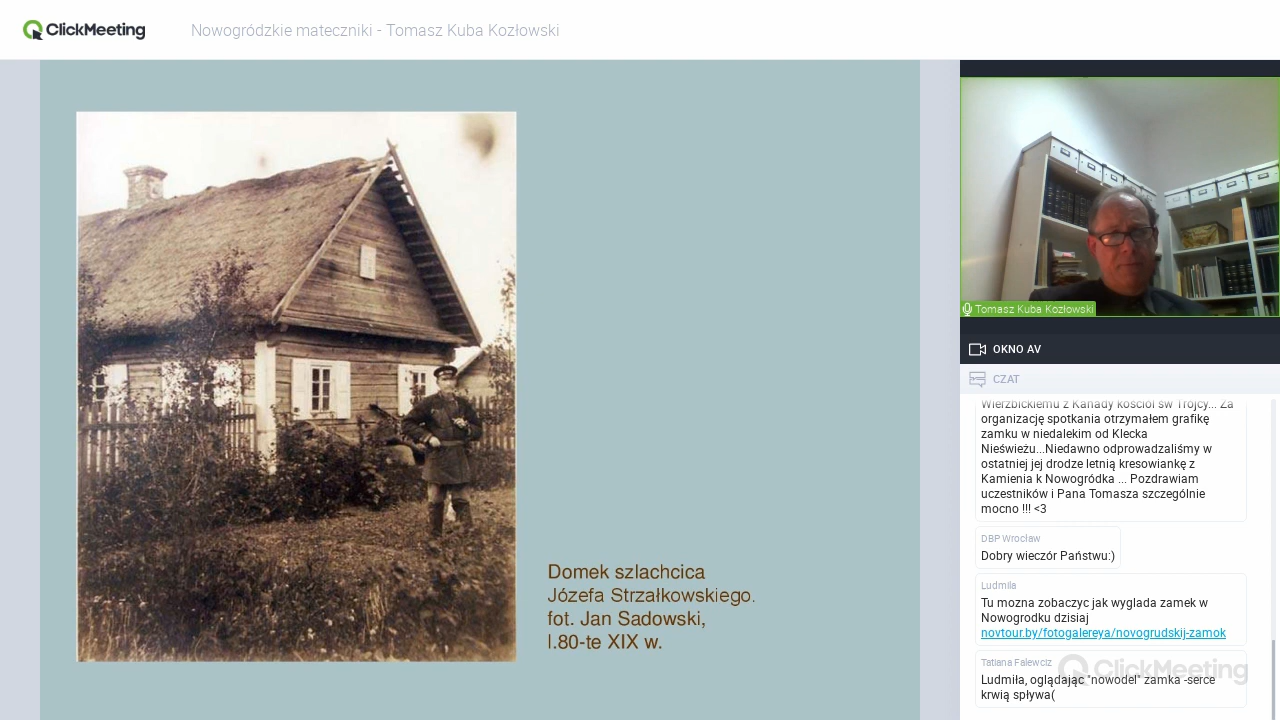 ClickMeeting
Nowogródzkie mateczniki - Tomasz Kuba Kozłowski
Domek szlachcica
Józefa Strzałkowskiego.
fot. Jan Sadowski,
l.80-te XIX w.
Tomasz Kuba Kozłowski
OKNO AV
CZAT
Wierzbickiemu z Kanady kościół św Trójcy... Za
organizację spotkania otrzymałem grafikę
zamku w niedalekim od Klecka
Nieświeżu...Niedawno odprowadzaliśmy w
ostatniej jej drodze letnią kresowiankę z
Kamienia k Nowogródka ... Pozdrawiam
uczestników i Pana Tomasza szczególnie
mocno !!! <3
DBP Wrocław
Dobry wieczór Państwu:)
Ludmila
Tu mozna zobaczyc jak wyglada zamek w
Nowogrodku dzisiaj
novtour.by/fotogalereya/novogrudskij-zamok
Tatiana Falewciz
ClickMeeting
Ludmiła, oglądając "nowodel" zamka -serce
krwią spływa(